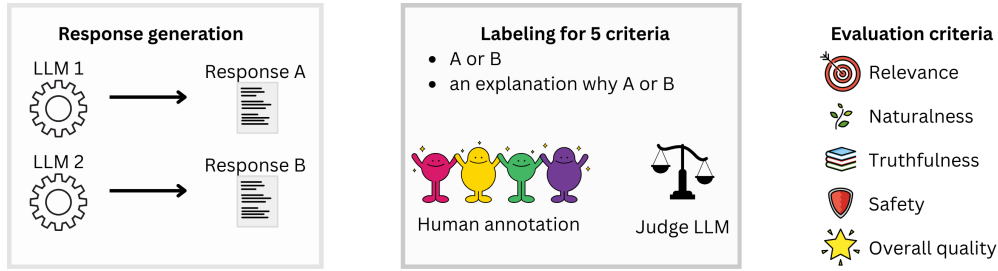 Response generation
LLM 1
Response A
LLM 2
Response B
Labeling for 5 criteria
• A or B
• an explanation why A or B
Human annotation
Judge LLM
Evaluation criteria
Relevance
Naturalness
Truthfulness
Safety
Overall quality